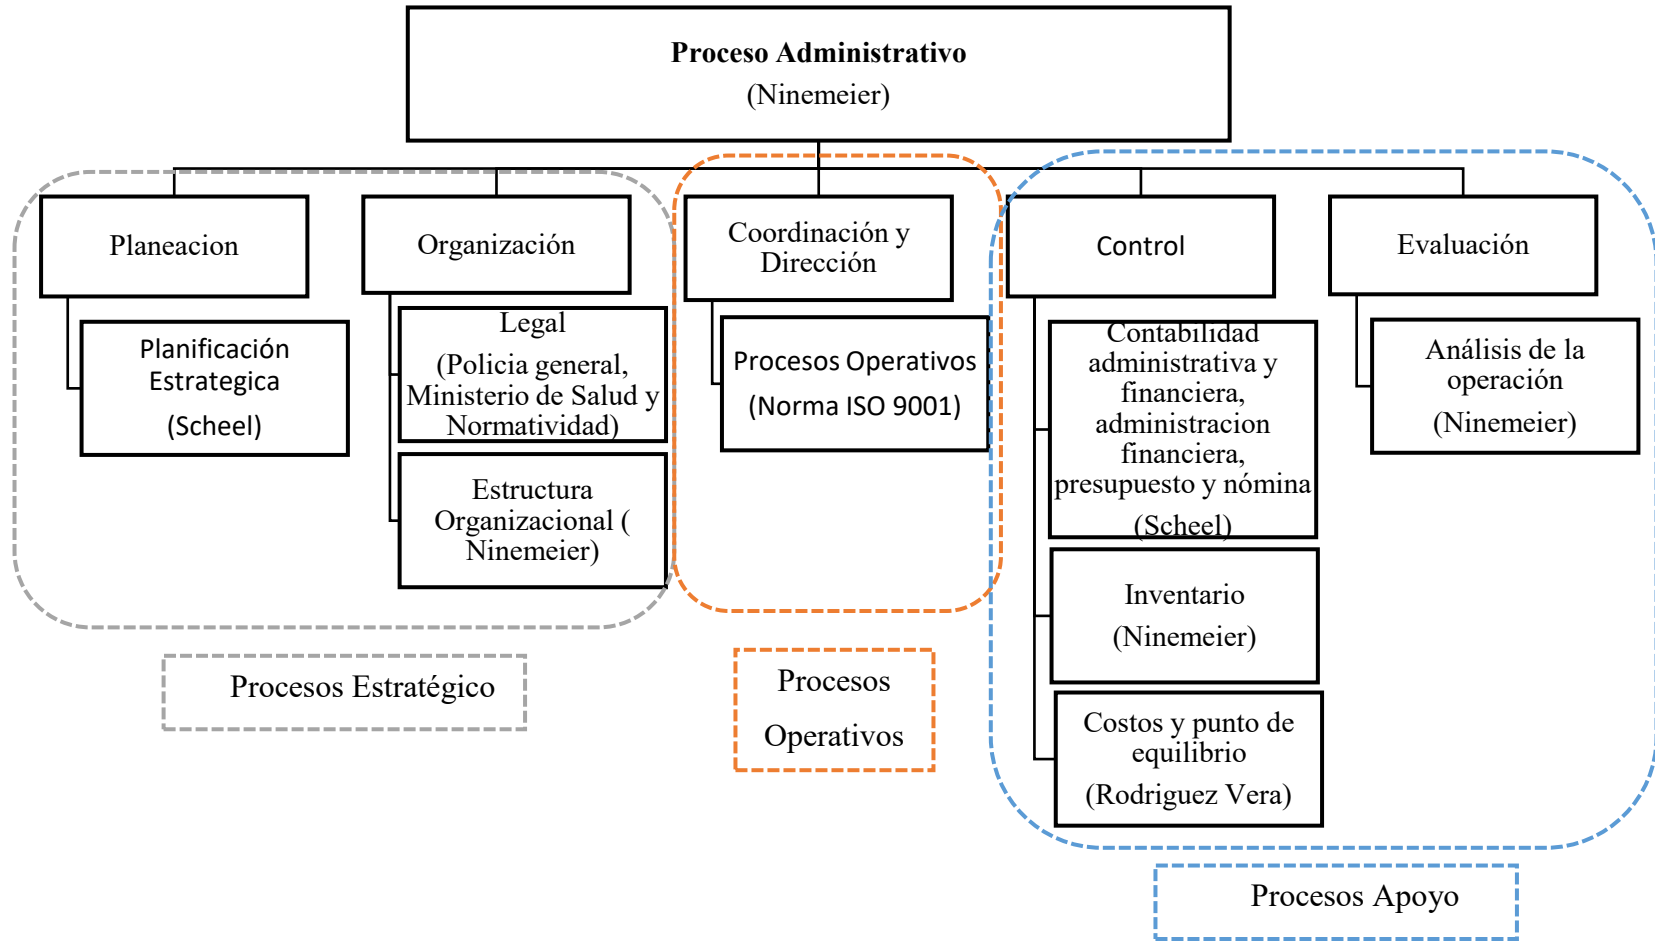 Proceso Administrativo
(Ninemeier)
Planeacion
Planificación
Estrategica
(Scheel)
Organización
Legal
(Policia general,
Ministerio de Salud y
Normatividad)
Estructura
Organizacional (
Ninemeier)
Coordinación y
Dirección
Procesos Operativos
(Norma ISO 9001)
Control
Contabilidad
administrativa y
financiera,
administracion
financiera,
presupuesto y nómina
(Scheel)
Inventario
(Ninemeier)
Costos y punto de
equilibrio
(Rodriguez Vera)
Evaluación
Análisis de la
operación
(Ninemeier)
Procesos Estratégico
Procesos
Operativos
Procesos Apoyo